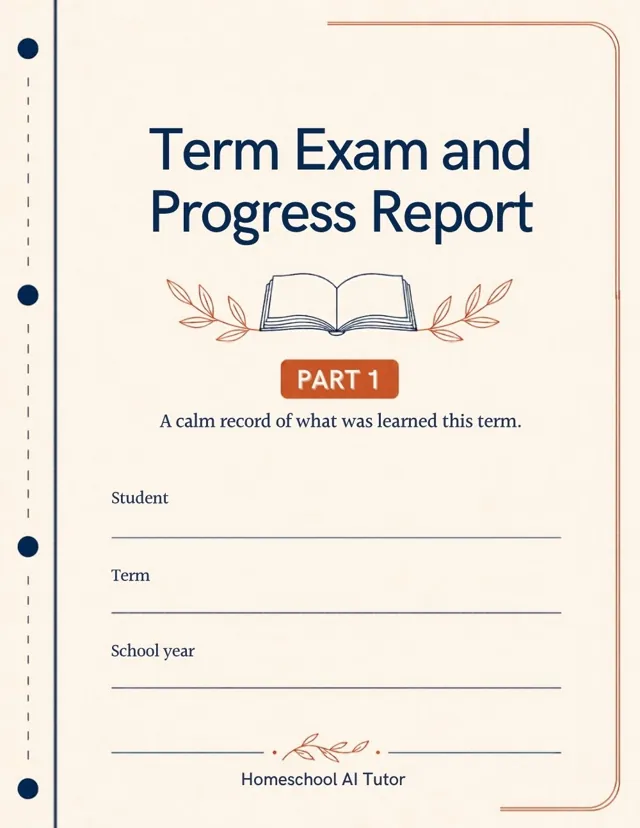 Term Exam and
Progress Report
PART 1
A calm record of what was learned this term.
Student
Term
School year
Homeschool AI Tutor